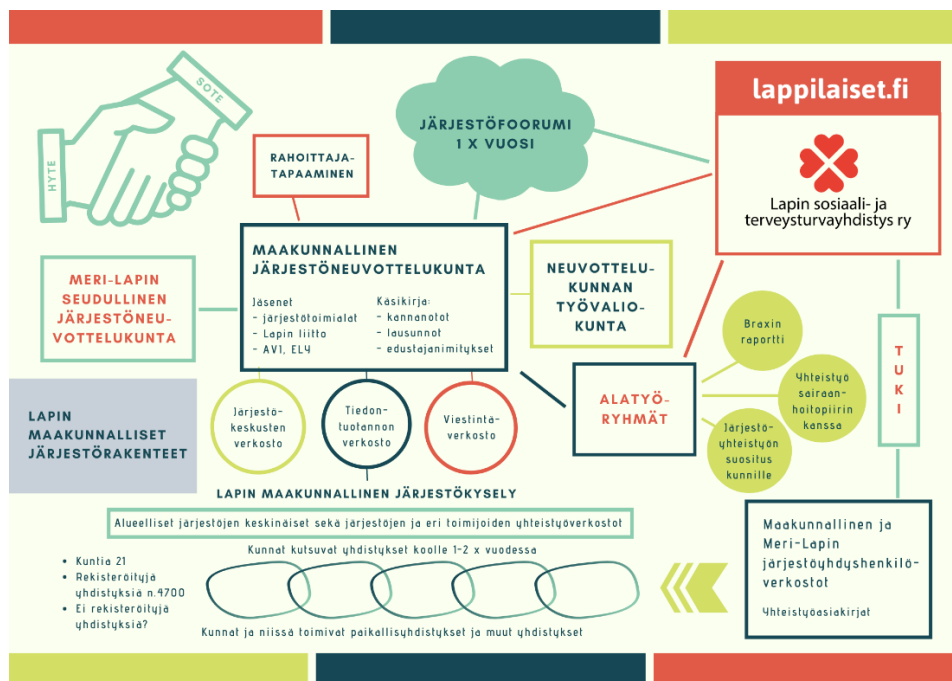 SOTE
HYTE
JÄRJESTÖFOORUMI
1 X VUOSI
lappilaiset.fi
Lapin sosiaali- ja
terveysturvayhdistys ry
RAHOITTAJA-
TAPAAMINEN
MAAKUNNALLINEN
JÄRJESTÖNEUVOTTELUKUNTA
Jäsenet
- järjestötoimialat
- Lapin liitto
- AVI, ELY
Käsikirja:
- kannanotot
- lausunnot
- edustajanimitykset
MERI-LAPIN
SEUDULLINEN
JÄRJESTÖNEU-
VOTTELUKUNTA
NEUVOTTELU-
KUNNAN
TYÖVALIO-
KUNTA
Braxin
raportti
Yhteistyö
sairaan-
hoitopiirin
kanssa
Järjestö-
yhteistyön
suositus
kunnille
ALATYÖ-
RYHMÄT
TUKI
LAPIN
MAAKUNNALLISET
JÄRJESTÖRAKENTEET
Järjestö-
keskusten
verkosto
Tiedon-
tuotannon
verkosto
Viestintä-
verkosto
LAPIN MAAKUNNALLINEN JÄRJESTÖKYSELY
Alueelliset järjestöjen keskinäiset sekä järjestöjen ja eri toimijoiden yhteistyöverkostot
Kunnat kutsuvat yhdistykset koolle 1-2 x vuodessa
• Kuntia 21
• Rekisteröityjä
yhdistyksiä n.4700
• Ei rekisteröityjä
yhdistyksiä?
Kunnat ja niissä toimivat paikallisyhdistykset ja muut yhdistykset
Maakunnallinen ja
Meri-Lapin
järjestöyhdyshenkilö-
verkostot
Yhteistyöasiakirjat